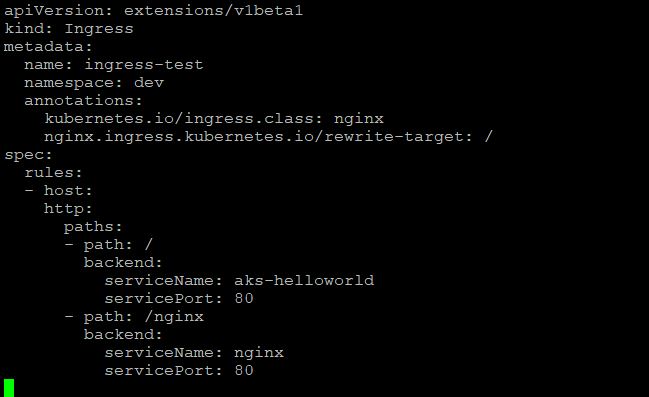 apiVersion: extensions/v1beta1
kind: Ingress
metadata:
  name: ingress-test
  namespace: dev
  annotations:
    kubernetes.io/ingress.class: nginx
    nginx.ingress.kubernetes.io/rewrite-target: /
spec:
  rules:
  - host:
    http:
      paths:
      - path: /
        backend:
          serviceName: aks-helloworld
          servicePort: 80
      - path: /nginx
        backend:
          serviceName: nginx
          servicePort: 80